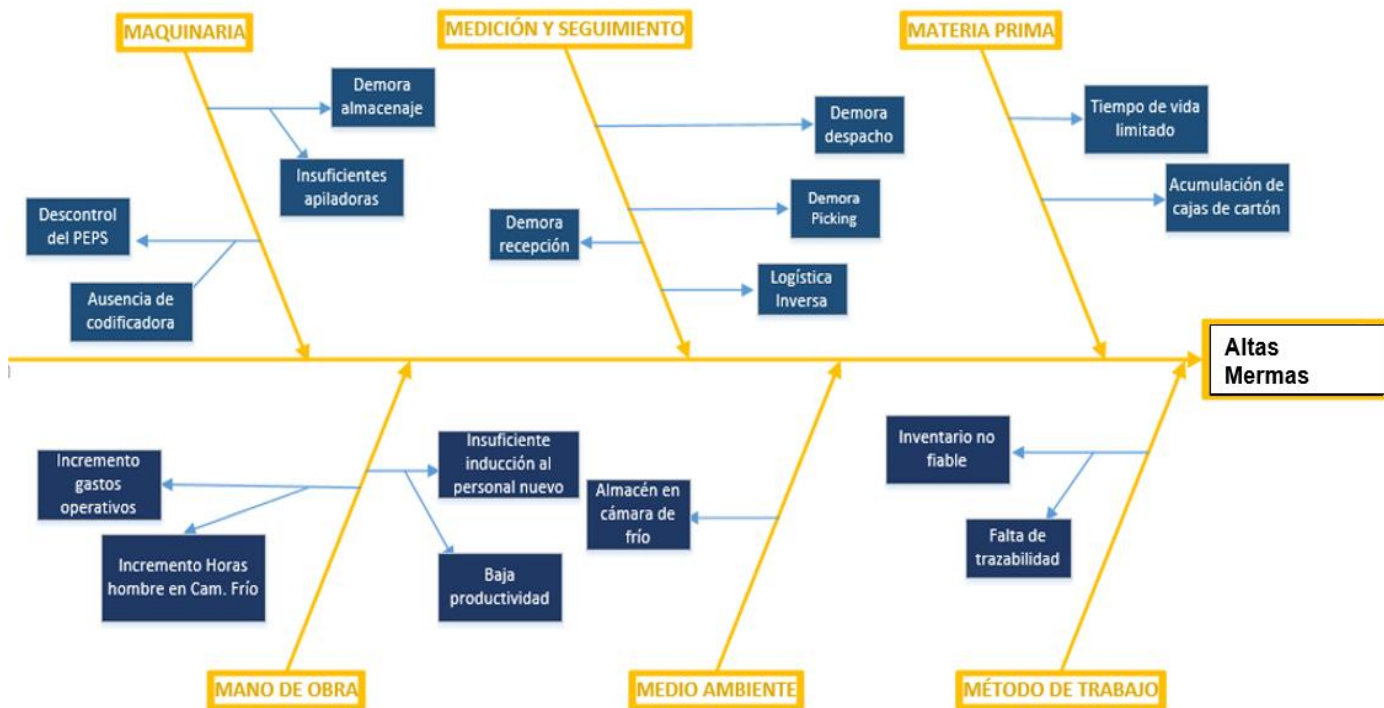 MAQUINARIA
MEDICIÓN Y SEGUIMIENTO
MATERIA PRIMA
Demora
almacenaje
Insuficientes
apiladoras
Descontrol
del PEPS
Ausencia de
codificadora
Demora
despacho
Demora
Picking
Demora
recepción
Logística
Inversa
Tiempo de vida
limitado
Acumulación de
cajas de cartón
Altas
Mermas
Incremento
gastos
operativos
Incremento Horas
hombre en Cam. Frío
Insuficiente
inducción al
personal nuevo
Baja
productividad
Almacén en
cámara de
frío
Inventario no
fiable
Falta de
trazabilidad
MANO DE OBRA
MEDIO AMBIENTE
MÉTODO DE TRABAJO